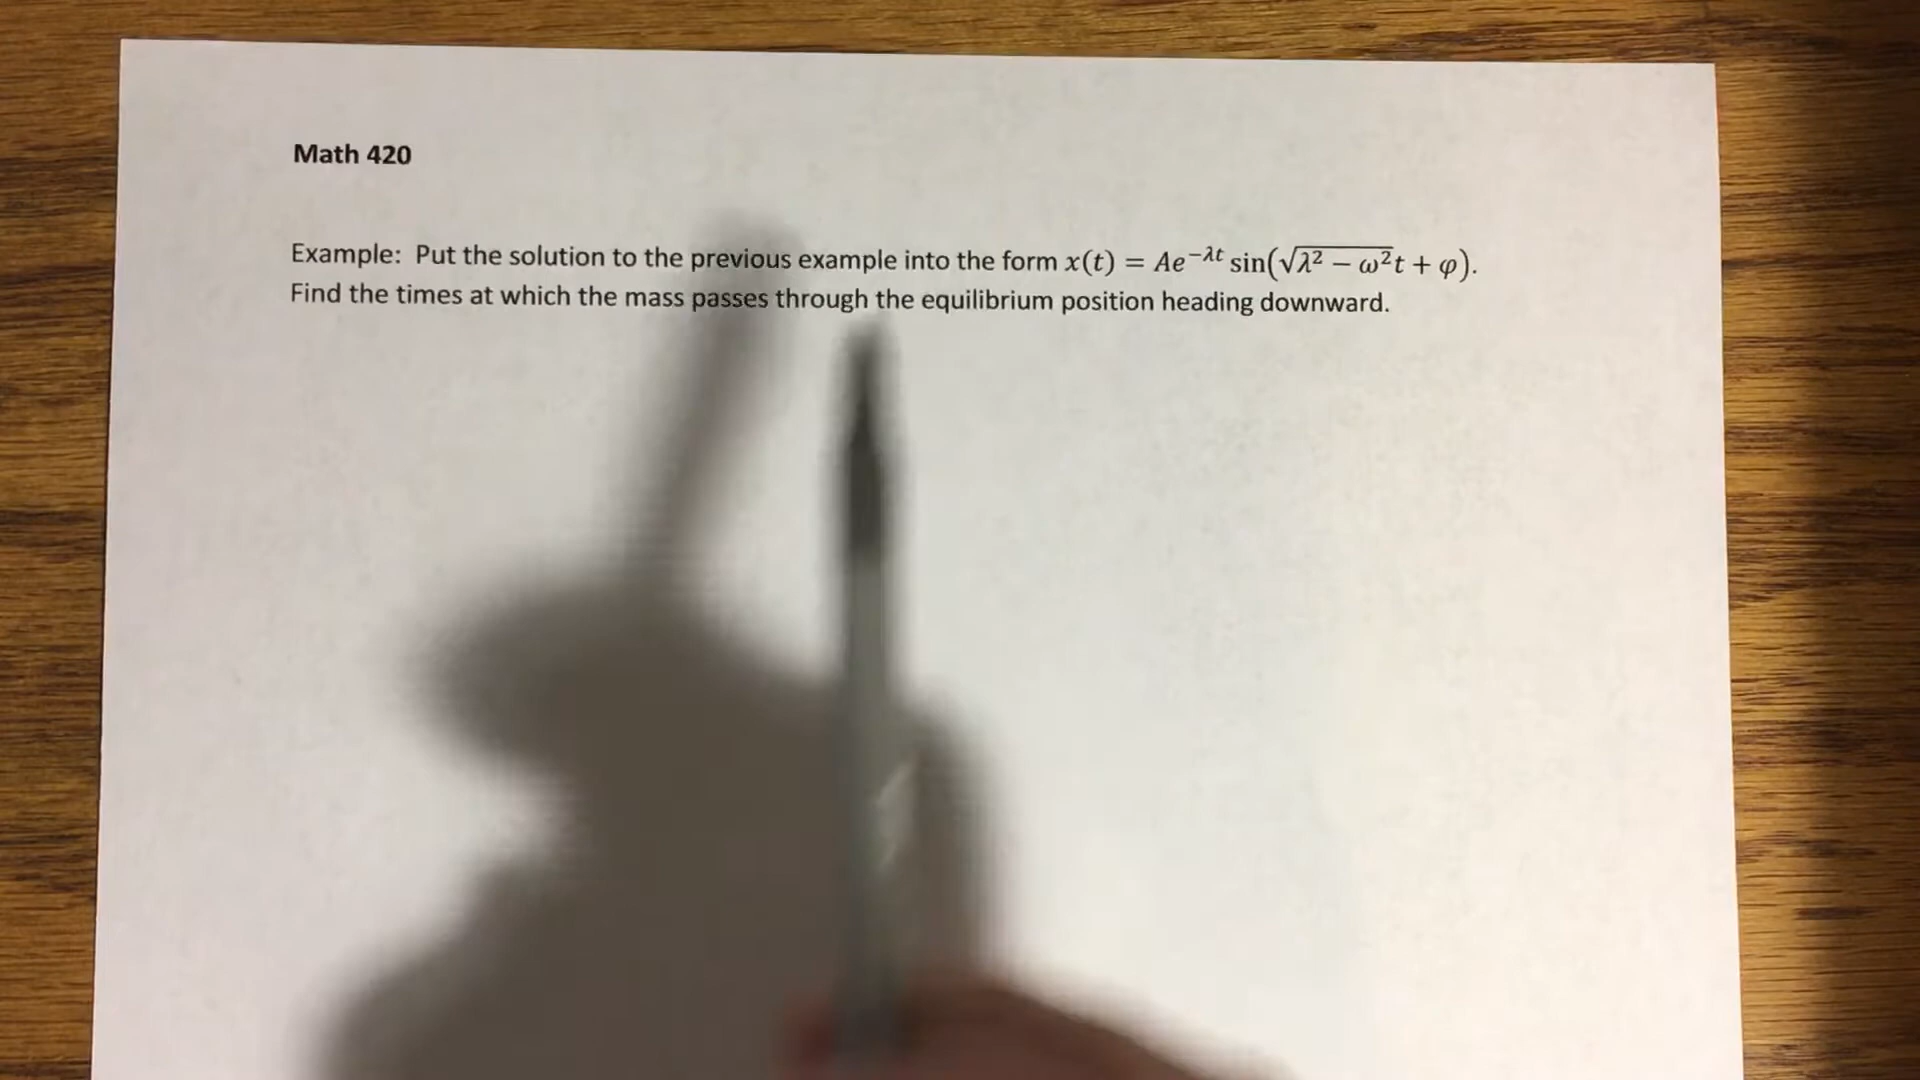 Math 420
Example: Put the solution to the previous example into the form x(t) = Ae^{−λt} sin(√(λ² − ω²)t + φ).
Find the times at which the mass passes through the equilibrium position heading downward.